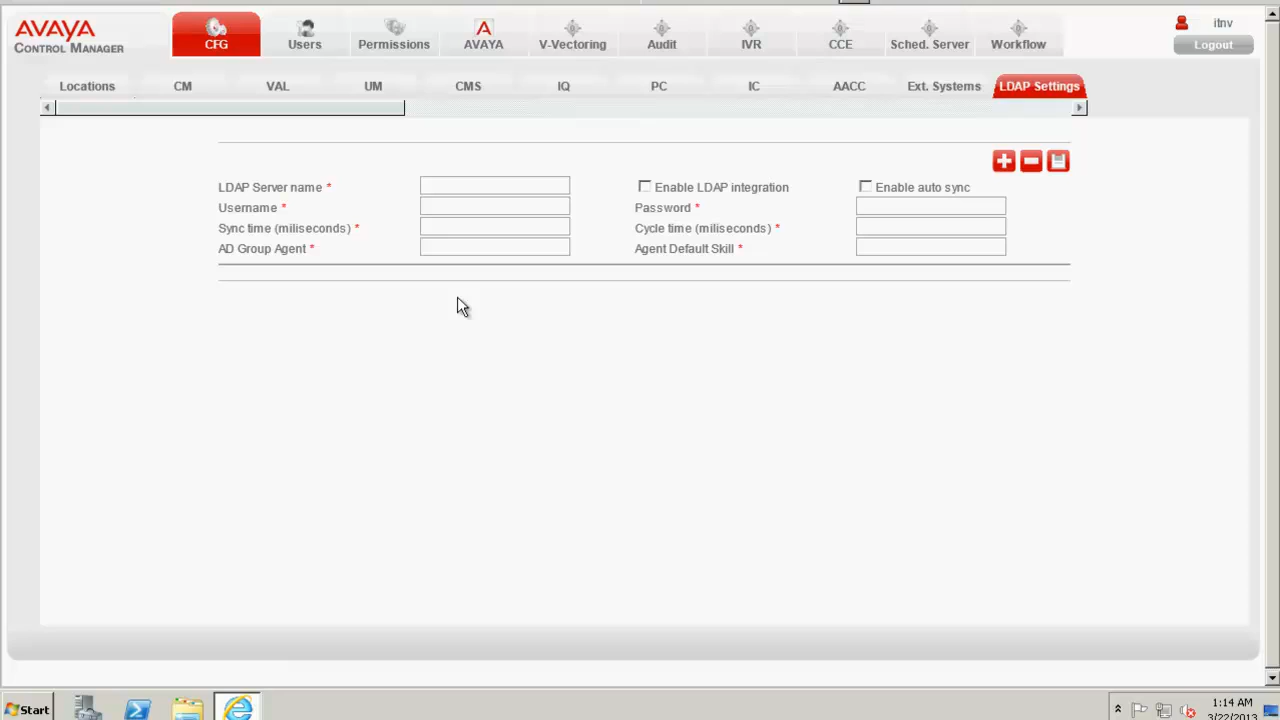 AVAYA
CONTROL MANAGER
CFG Users Permissions AVAYA V-Vectoring Audit IVR CCE Sched. Server Workflow
itnv
Logout
Locations CM VAL UM CMS IQ PC IC AACC Ext. Systems LDAP Settings
LDAP Server name * Enable LDAP integration Enable auto sync
Username * Password *
Sync time (miliseconds) * Cycle time (miliseconds) *
AD Group Agent * Agent Default Skill *
Start
1:14 AM
3/22/2013